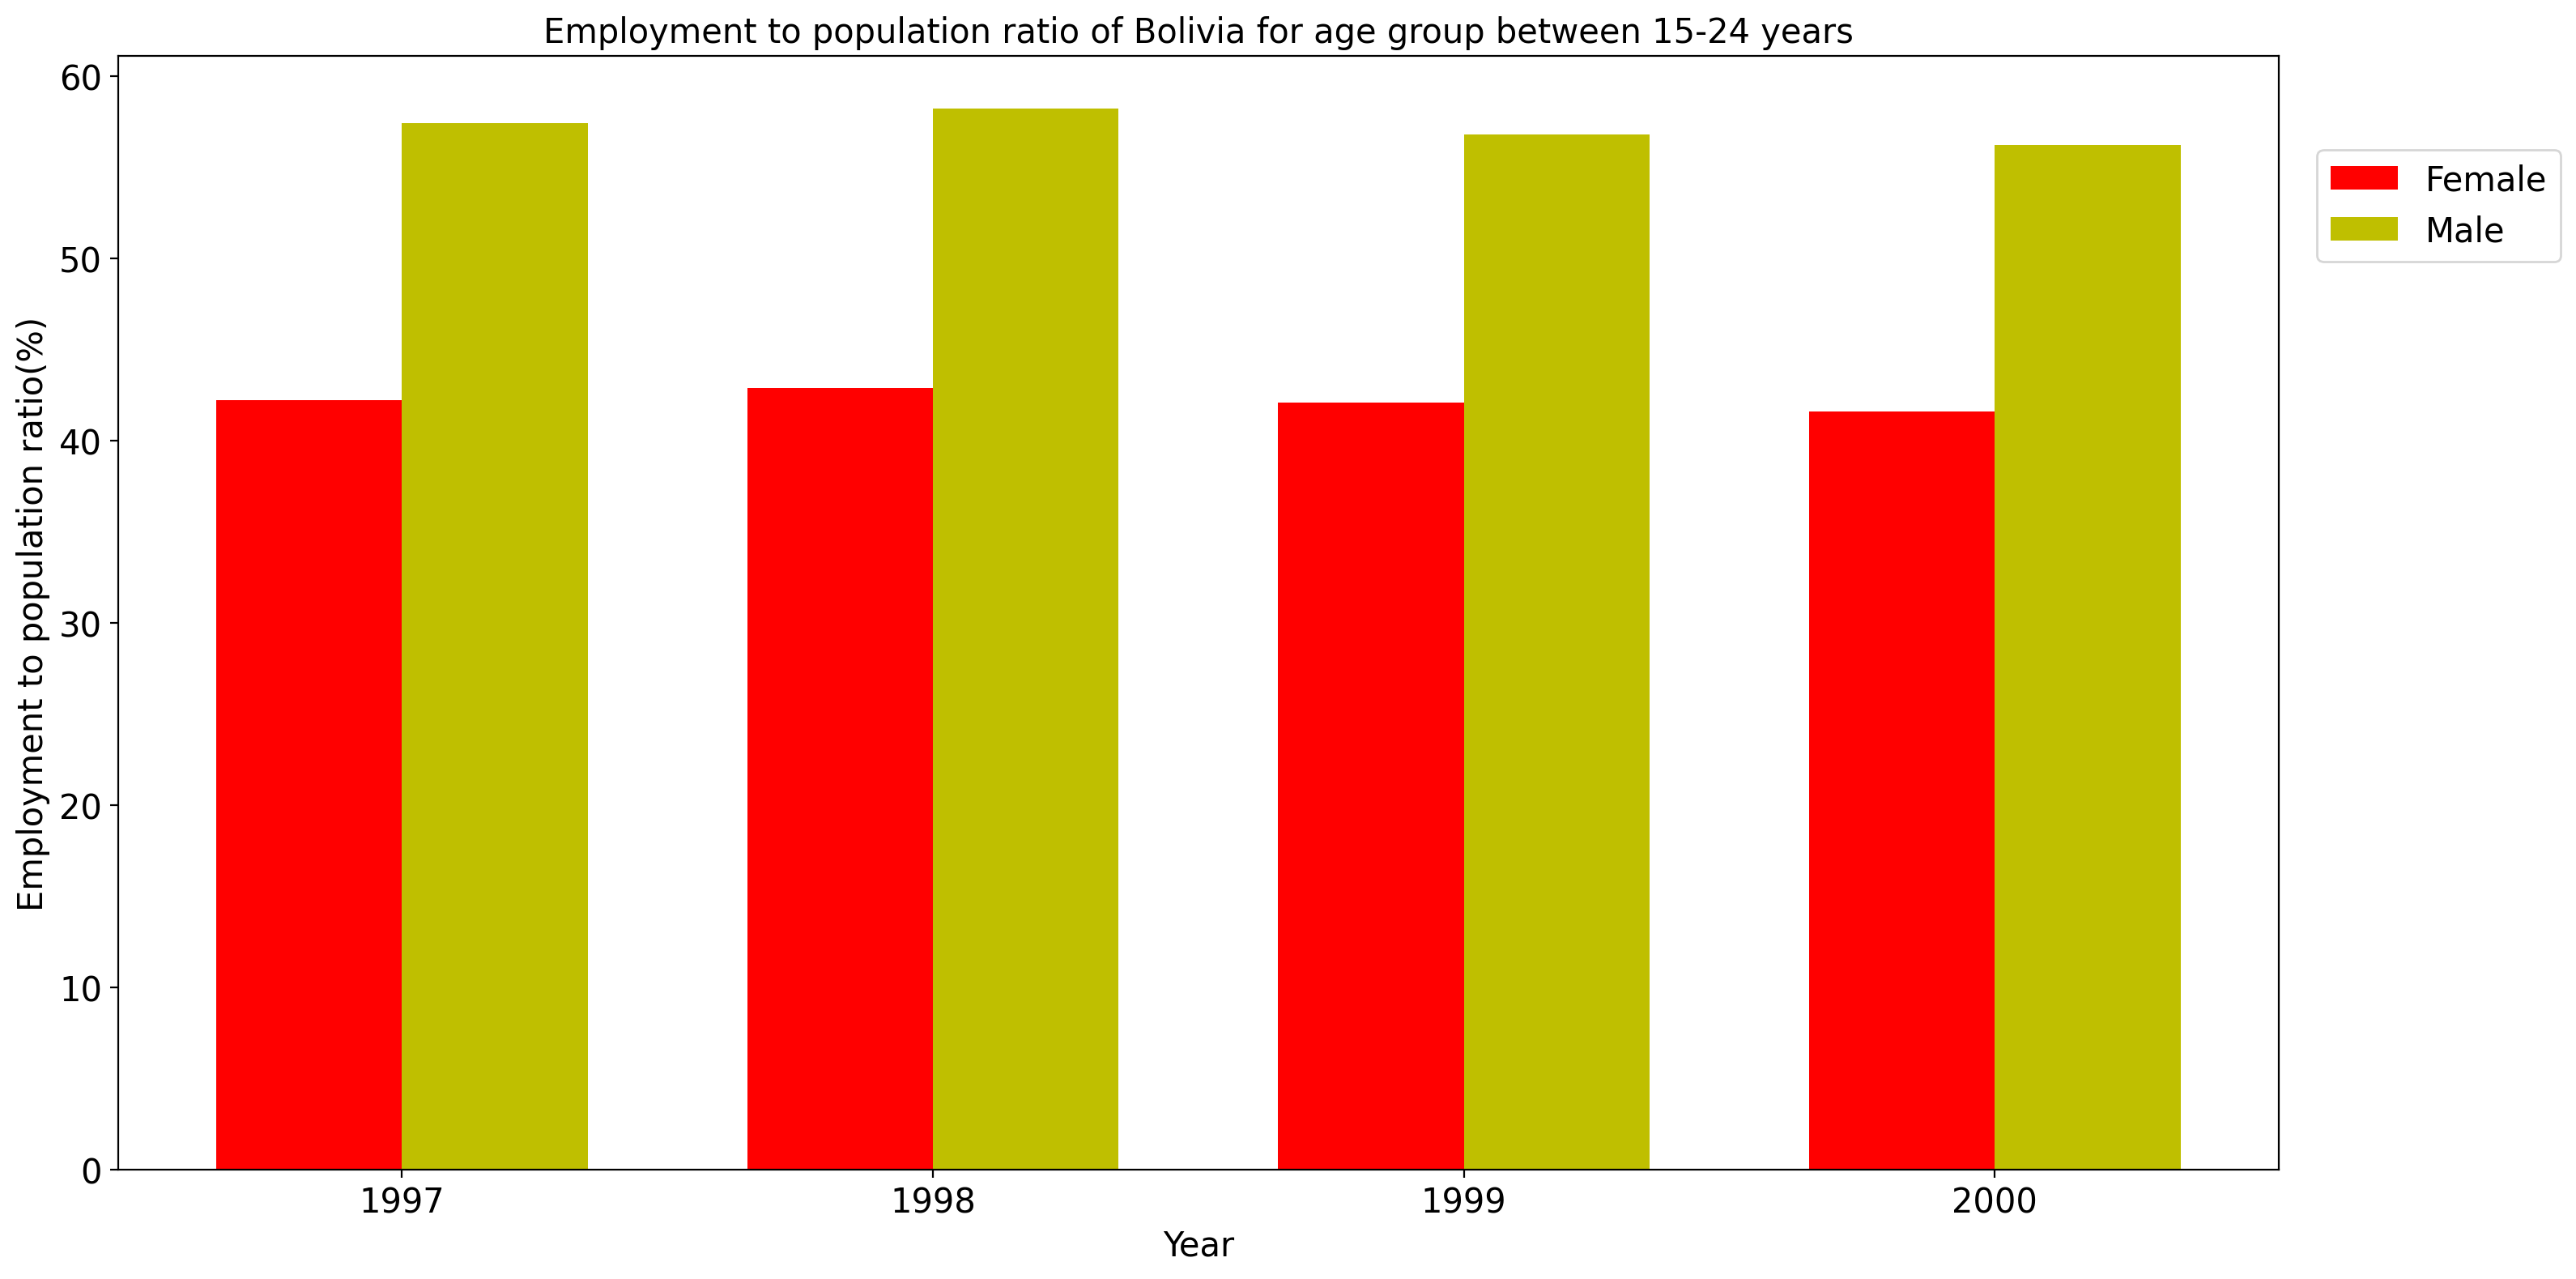 Employment to population ratio of Bolivia for age group between 15-24 years
Employment to population ratio(%)
60
50
40
30
20
10
0
1997
1998
1999
2000
Year
Female
Male